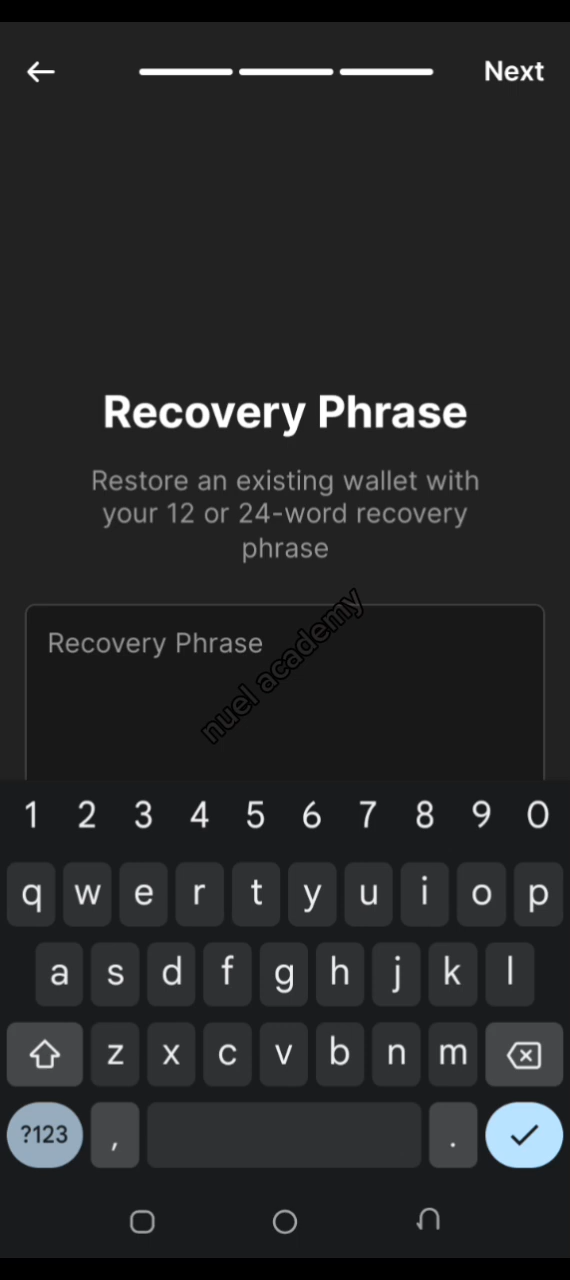 Next
Recovery Phrase
Restore an existing wallet with
your 12 or 24-word recovery
phrase
Recovery Phrase
nuel academy
1 2 3 4 5 6 7 8 9 0
q w e r t y u i o p
a s d f g h j k l
z x c v b n m
?123 , .